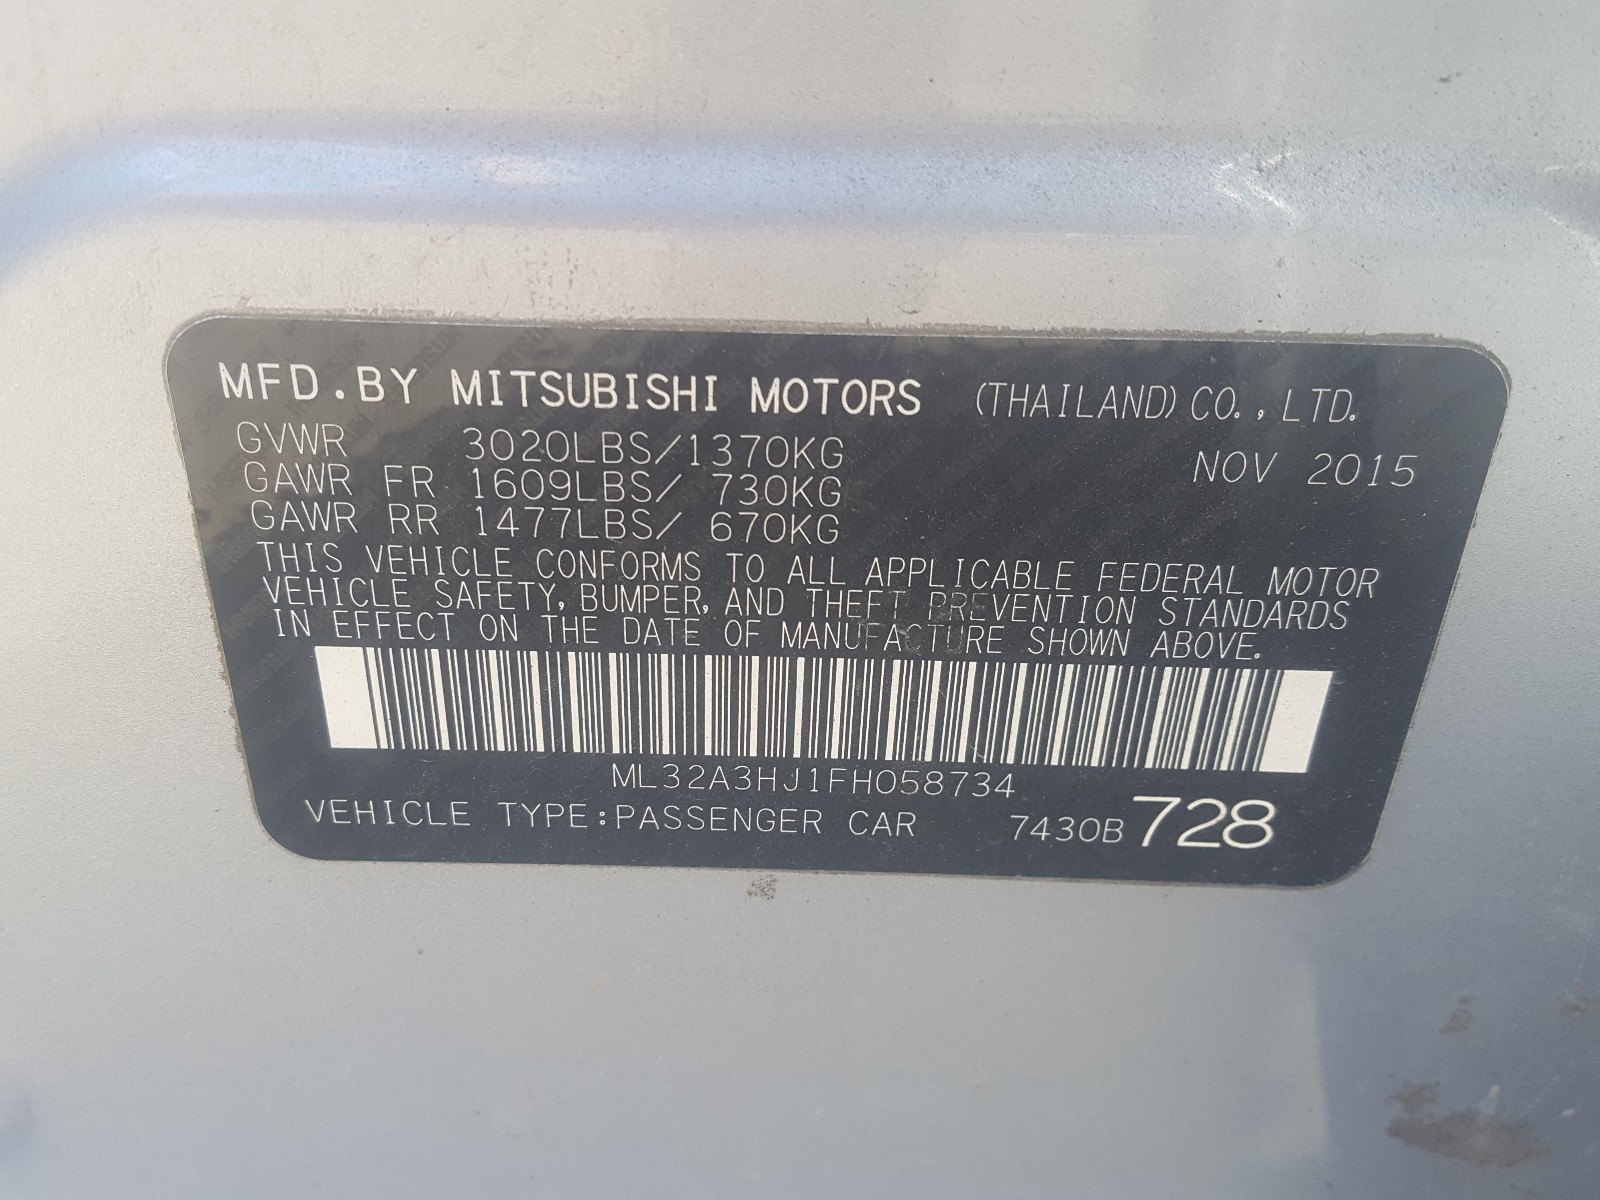 MFD.BY MITSUBISHI MOTORS (THAILAND) CO., LTD.
GVWR 3020LBS/1370KG NOV 2015
GAWR FR 1609LBS/ 730KG
GAWR RR 1477LBS/ 670KG
THIS VEHICLE CONFORMS TO ALL APPLICABLE FEDERAL MOTOR
VEHICLE SAFETY, BUMPER, AND THEFT PREVENTION STANDARDS
IN EFFECT ON THE DATE OF MANUFACTURE SHOWN ABOVE.
ML32A3HJ1FH058734
VEHICLE TYPE:PASSENGER CAR 7430B 728